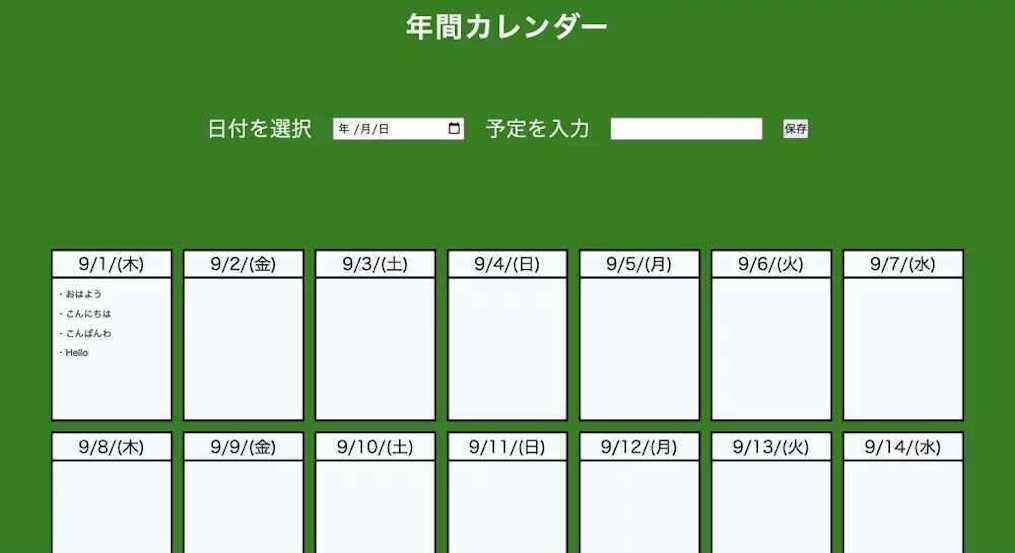 年間カレンダー
日付を選択 年 /月/日 予定を入力 保存
9/1/(木) 9/2/(金) 9/3/(土) 9/4/(日) 9/5/(月) 9/6/(火) 9/7/(水)
・おはよう
・こんにちは
・こんばんわ
・Hello
9/8/(木) 9/9/(金) 9/10/(土) 9/11/(日) 9/12/(月) 9/13/(火) 9/14/(水)